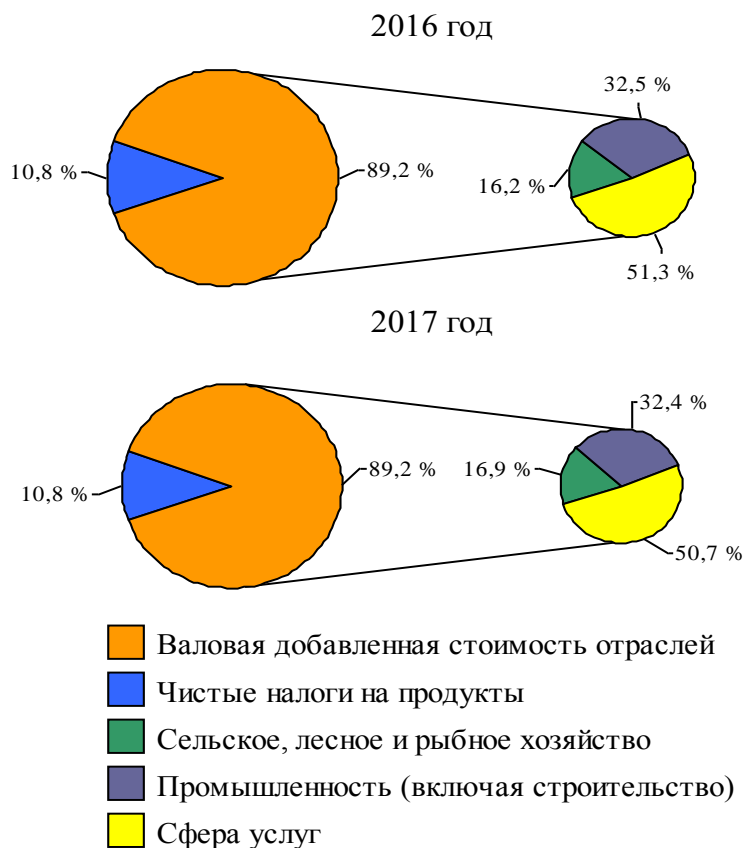 2016 год
32,5 %
10,8 %
89,2 %
16,2 %
51,3 %
2017 год
32,4 %
10,8 %
89,2 %
16,9 %
50,7 %
Валовая добавленная стоимость отраслей
Чистые налоги на продукты
Сельское, лесное и рыбное хозяйство
Промышленность (включая строительство)
Сфера услуг